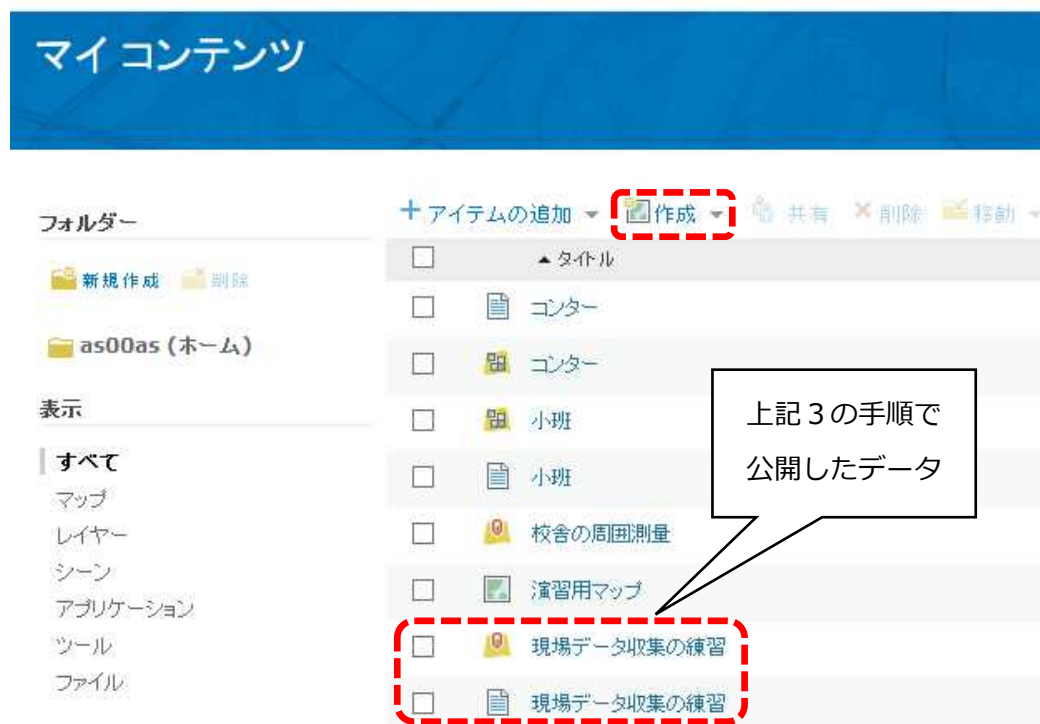 マイ コンテンツ
フォルダー
新規作成 削除
as00as (ホーム)
表示
すべて
マップ
レイヤー
シーン
アプリケーション
ツール
ファイル
+ アイテムの追加 作成 共有 削除 移動
タイトル
コンター
コンター
小班
小班
校舎の周囲測量
演習用マップ
現場データ収集の練習
現場データ収集の練習
上記３の手順で
公開したデータ